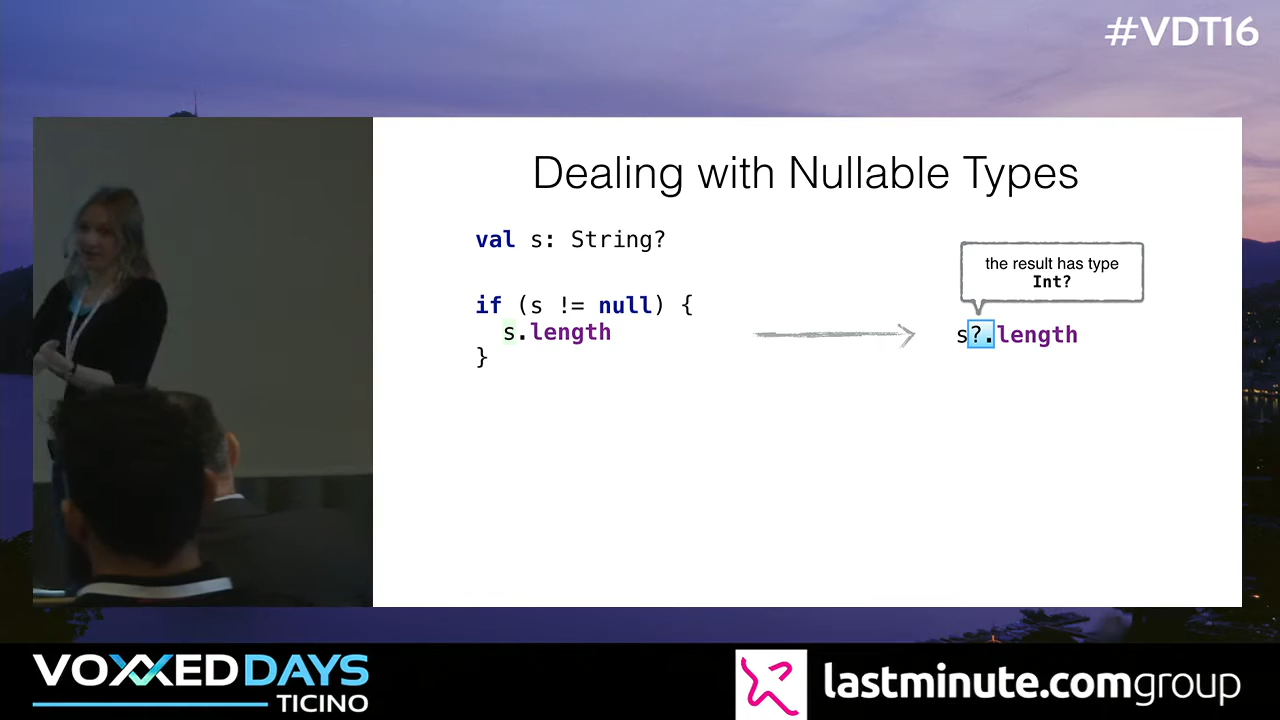 #VDT16
Dealing with Nullable Types
val s: String?
if (s != null) {
s.length
}
the result has type
Int?
s?.length
VOXXED DAYS
TICINO
lastminute.comgroup